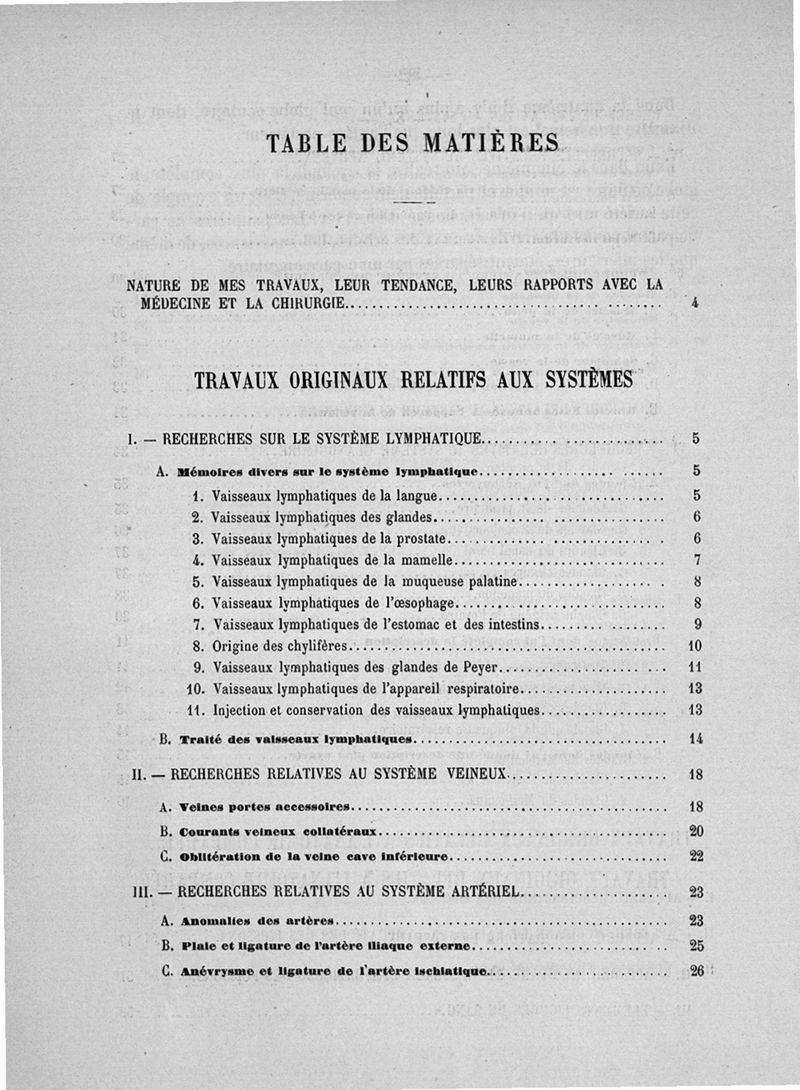 TABLE DES MATIÈRES
NATURE DE MES TRAVAUX, LEUR TENDANCE, LEURS RAPPORTS AVEC LA
MÉDECINE ET LA CHIRURGIE........ 4
TRAVAUX ORIGINAUX RELATIFS AUX SYSTÈMES
I. — RECHERCHES SUR LE SYSTÈME LYMPHATIQUE........ 5
A. Mémoires divers sur le système lymphatique........ 5
1. Vaisseaux lymphatiques de la langue........ 5
2. Vaisseaux lymphatiques des glandes........ 6
3. Vaisseaux lymphatiques de la prostate........ 6
4. Vaisseaux lymphatiques de la mamelle........ 7
5. Vaisseaux lymphatiques de la muqueuse palatine........ 8
6. Vaisseaux lymphatiques de l'œsophage........ 8
7. Vaisseaux lymphatiques de l'estomac et des intestins........ 9
8. Origine des chylifères........ 10
9. Vaisseaux lymphatiques des glandes de Peyer........ 11
10. Vaisseaux lymphatiques de l'appareil respiratoire........ 13
11. Injection et conservation des vaisseaux lymphatiques........ 13
B. Traité des vaisseaux lymphatiques........ 14
II. — RECHERCHES RELATIVES AU SYSTÈME VEINEUX........ 18
A. Veines portes accessoires........ 18
B. Courants veineux collatéraux........ 20
C. Oblitération de la veine cave inférieure........ 22
III. — RECHERCHES RELATIVES AU SYSTÈME ARTÉRIEL........ 23
A. Anomalies des artères........ 23
B. Plaie et ligature de l'artère iliaque externe........ 25
C. Anévrysme et ligature de l'artère ischiatique........ 26